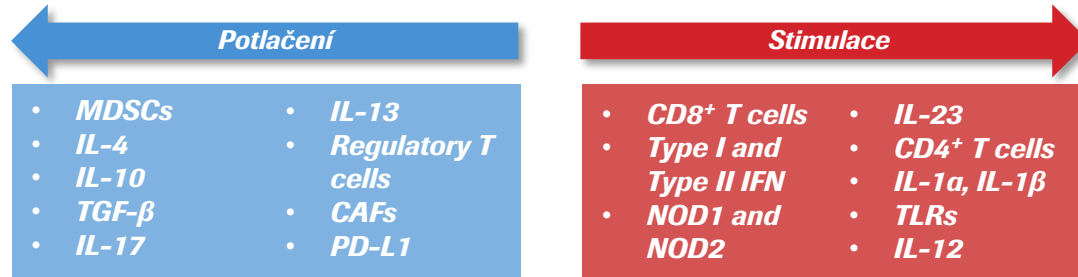 Potlačení
• MDSCs
• IL-4
• IL-10
• TGF-β
• IL-17
• IL-13
• Regulatory T
cells
• CAFs
• PD-L1
Stimulace
• CD8⁺ T cells
• Type I and
Type II IFN
• NOD1 and
NOD2
• IL-23
• CD4⁺ T cells
• IL-1α, IL-1β
• TLRs
• IL-12